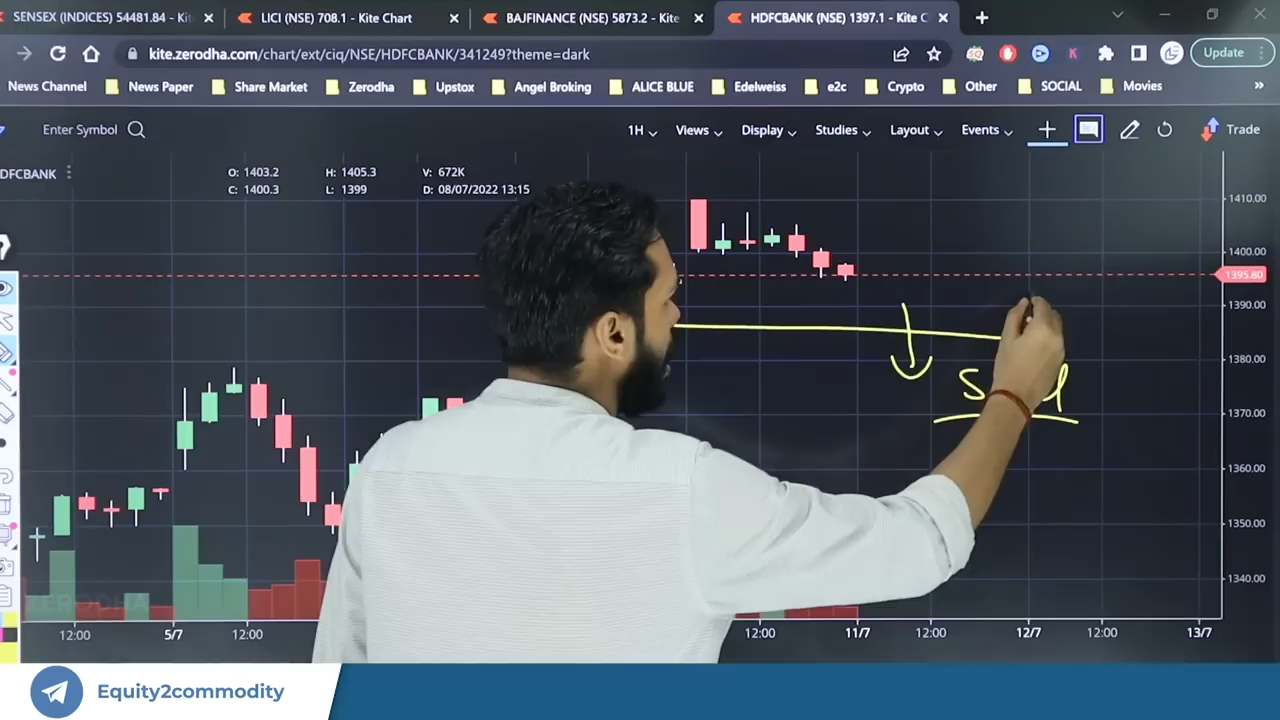 SENSEX (INDICES) 54481.84 - Kit
LICI (NSE) 708.1 - Kite Chart
BAJFINANCE (NSE) 5873.2 - Kite
HDFCBANK (NSE) 1397.1 - Kite C
kite.zerodha.com/chart/ext/ciq/NSE/HDFCBANK/341249?theme=dark
Update
News Channel News Paper Share Market Zerodha Upstox Angel Broking ALICE BLUE Edelweiss e2c Crypto Other SOCIAL Movies »
Enter Symbol 1H Views Display Studies Layout Events Trade
DFCBANK O: 1403.2 H: 1405.3 V: 672K
C: 1400.3 L: 1399 D: 08/07/2022 13:15
1410.00
1400.00
1395.80
1390.00
1380.00
1370.00
1360.00
1350.00
1340.00
ZERODHA
12:00 5/7 12:00 12:00 11/7 12:00 12/7 12:00 13/7
Equity2commodity